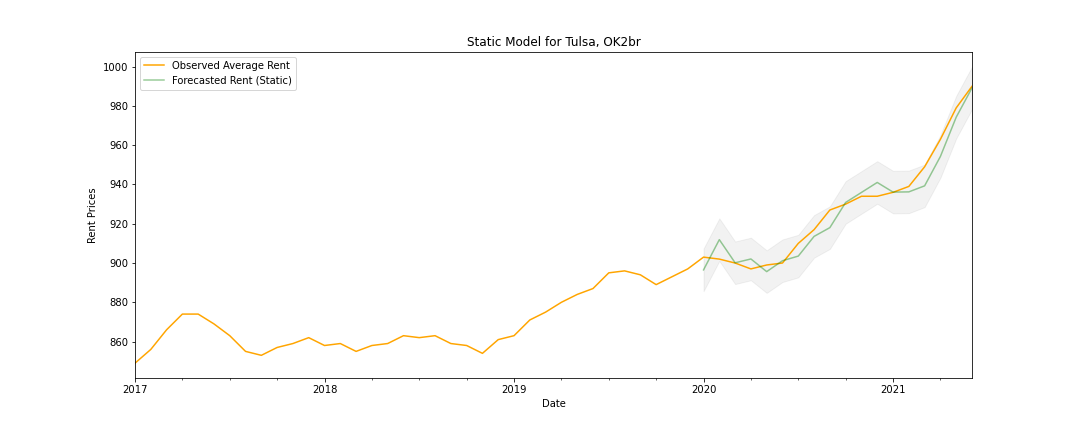 Static Model for Tulsa, OK2br
Observed Average Rent
Forecasted Rent (Static)
1000
980
960
940
920
900
880
860
Rent Prices
2017 2018 2019 2020 2021
Date